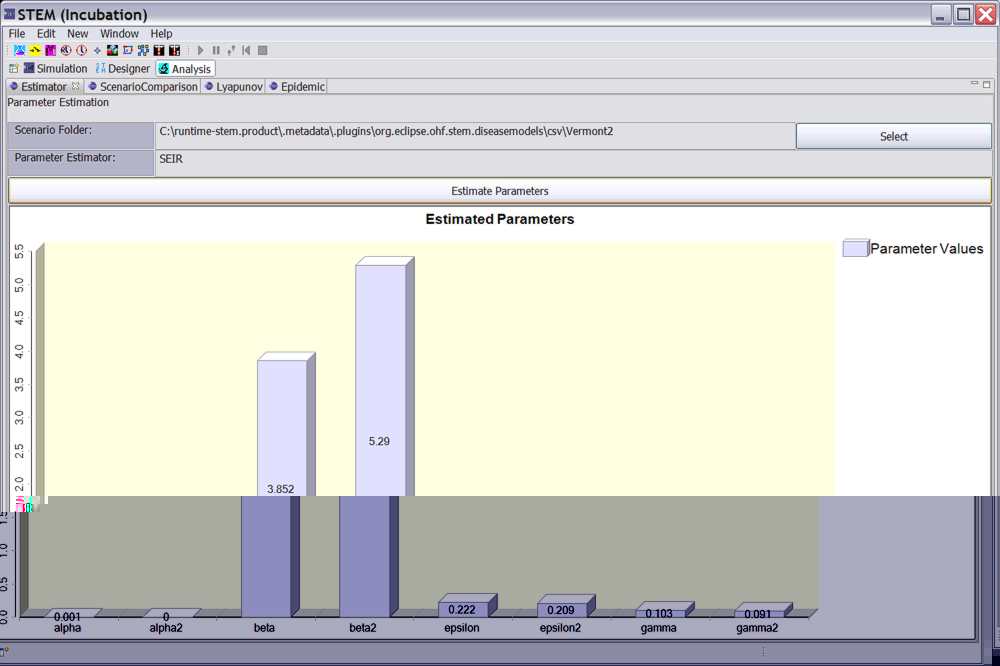 STEM (Incubation)
File Edit New Window Help
Simulation Designer Analysis
Estimator ScenarioComparison Lyapunov Epidemic
Parameter Estimation
Scenario Folder: C:\runtime-stem.product\.metadata\.plugins\org.eclipse.ohf.stem.diseasemodels\csv\Vermont2 Select
Parameter Estimator: SEIR
Estimate Parameters
Estimated Parameters
Parameter Values
5.5
5.0
4.5
4.0
3.5
3.0
2.5
2.0
1.5
1.0
0.5
0.0
5.29
3.852
0.001 0 0.222 0.209 0.103 0.091
alpha alpha2 beta beta2 epsilon epsilon2 gamma gamma2